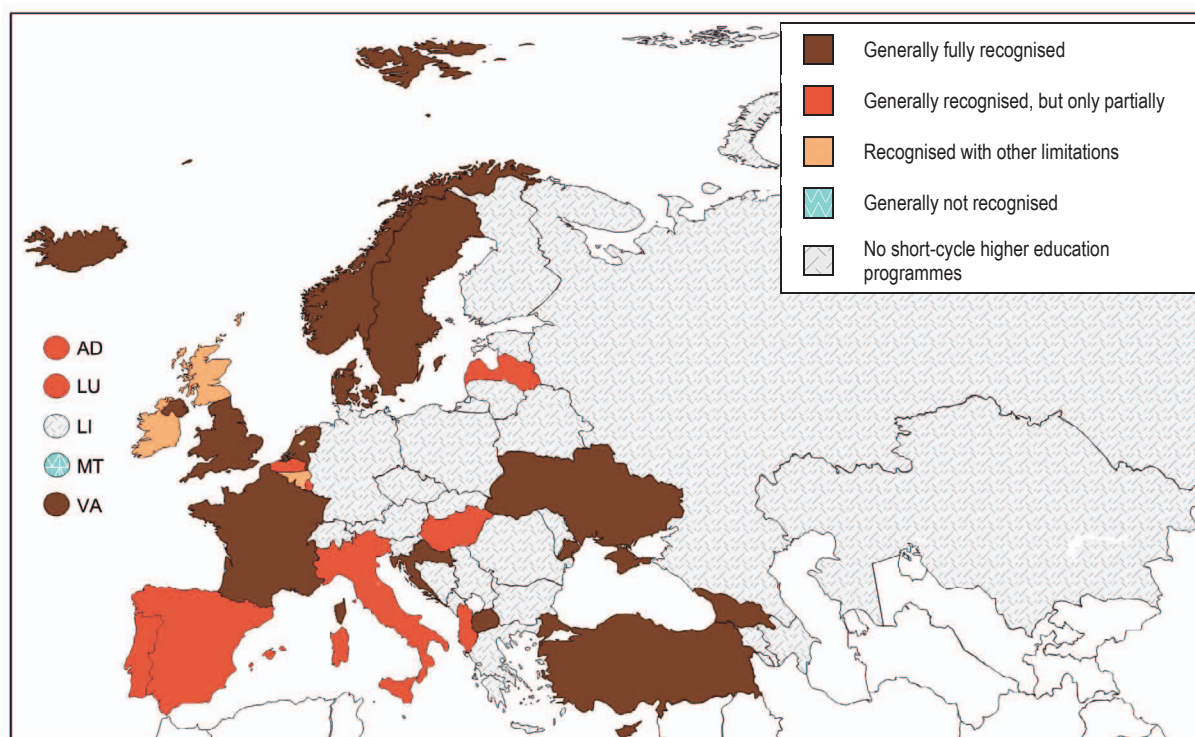 Generally fully recognised
Generally recognised, but only partially
Recognised with other limitations
Generally not recognised
No short-cycle higher education
programmes
AD
LU
LI
MT
VA